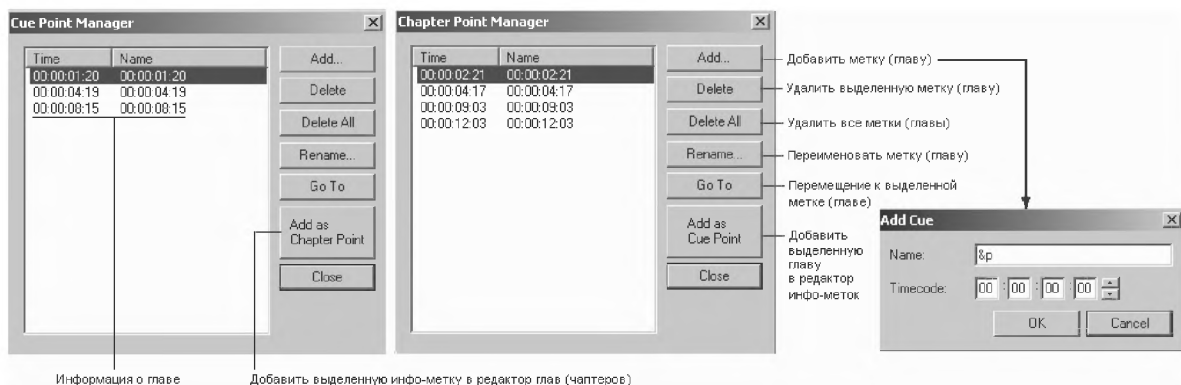 Cue Point Manager
Time Name
00:00:01:20 00:00:01:20
00:00:04:19 00:00:04:19
00:00:08:15 00:00:08:15
Add...
Delete
Delete All
Rename...
Go To
Add as
Chapter Point
Close
Информация о главе
Добавить выделенную инфо-метку в редактор глав (чаптеров)
Chapter Point Manager
Time Name
00:00:02:21 00:00:02:21
00:00:04:17 00:00:04:17
00:00:09:03 00:00:09:03
00:00:12:03 00:00:12:03
Add...
Delete
Delete All
Rename...
Go To
Add as
Cue Point
Close
Добавить метку (главу)
Удалить выделенную метку (главу)
Удалить все метки (главы)
Переименовать метку (главу)
Перемещение к выделенной
метке (главе)
Добавить
выделенную
главу
в редактор
инфо-меток
Add Cue
Name: &p
Timecode: 00 : 00 : 00 : 00
OK Cancel